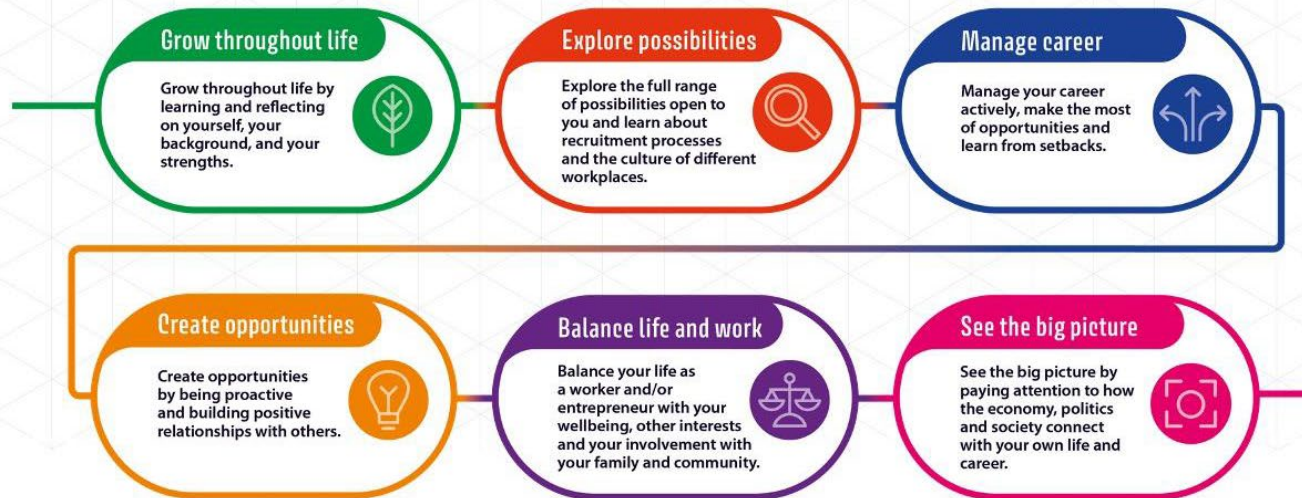 Grow throughout life
Grow throughout life by
learning and reflecting
on yourself, your
background, and your
strengths.
Explore possibilities
Explore the full range
of possibilities open to
you and learn about
recruitment processes
and the culture of different
workplaces.
Manage career
Manage your career
actively, make the most
of opportunities and
learn from setbacks.
Create opportunities
Create opportunities
by being proactive
and building positive
relationships with others.
Balance life and work
Balance your life as
a worker and/or
entrepreneur with your
wellbeing, other interests
and your involvement with
your family and community.
See the big picture
See the big picture by
paying attention to how
the economy, politics
and society connect
with your own life and
career.